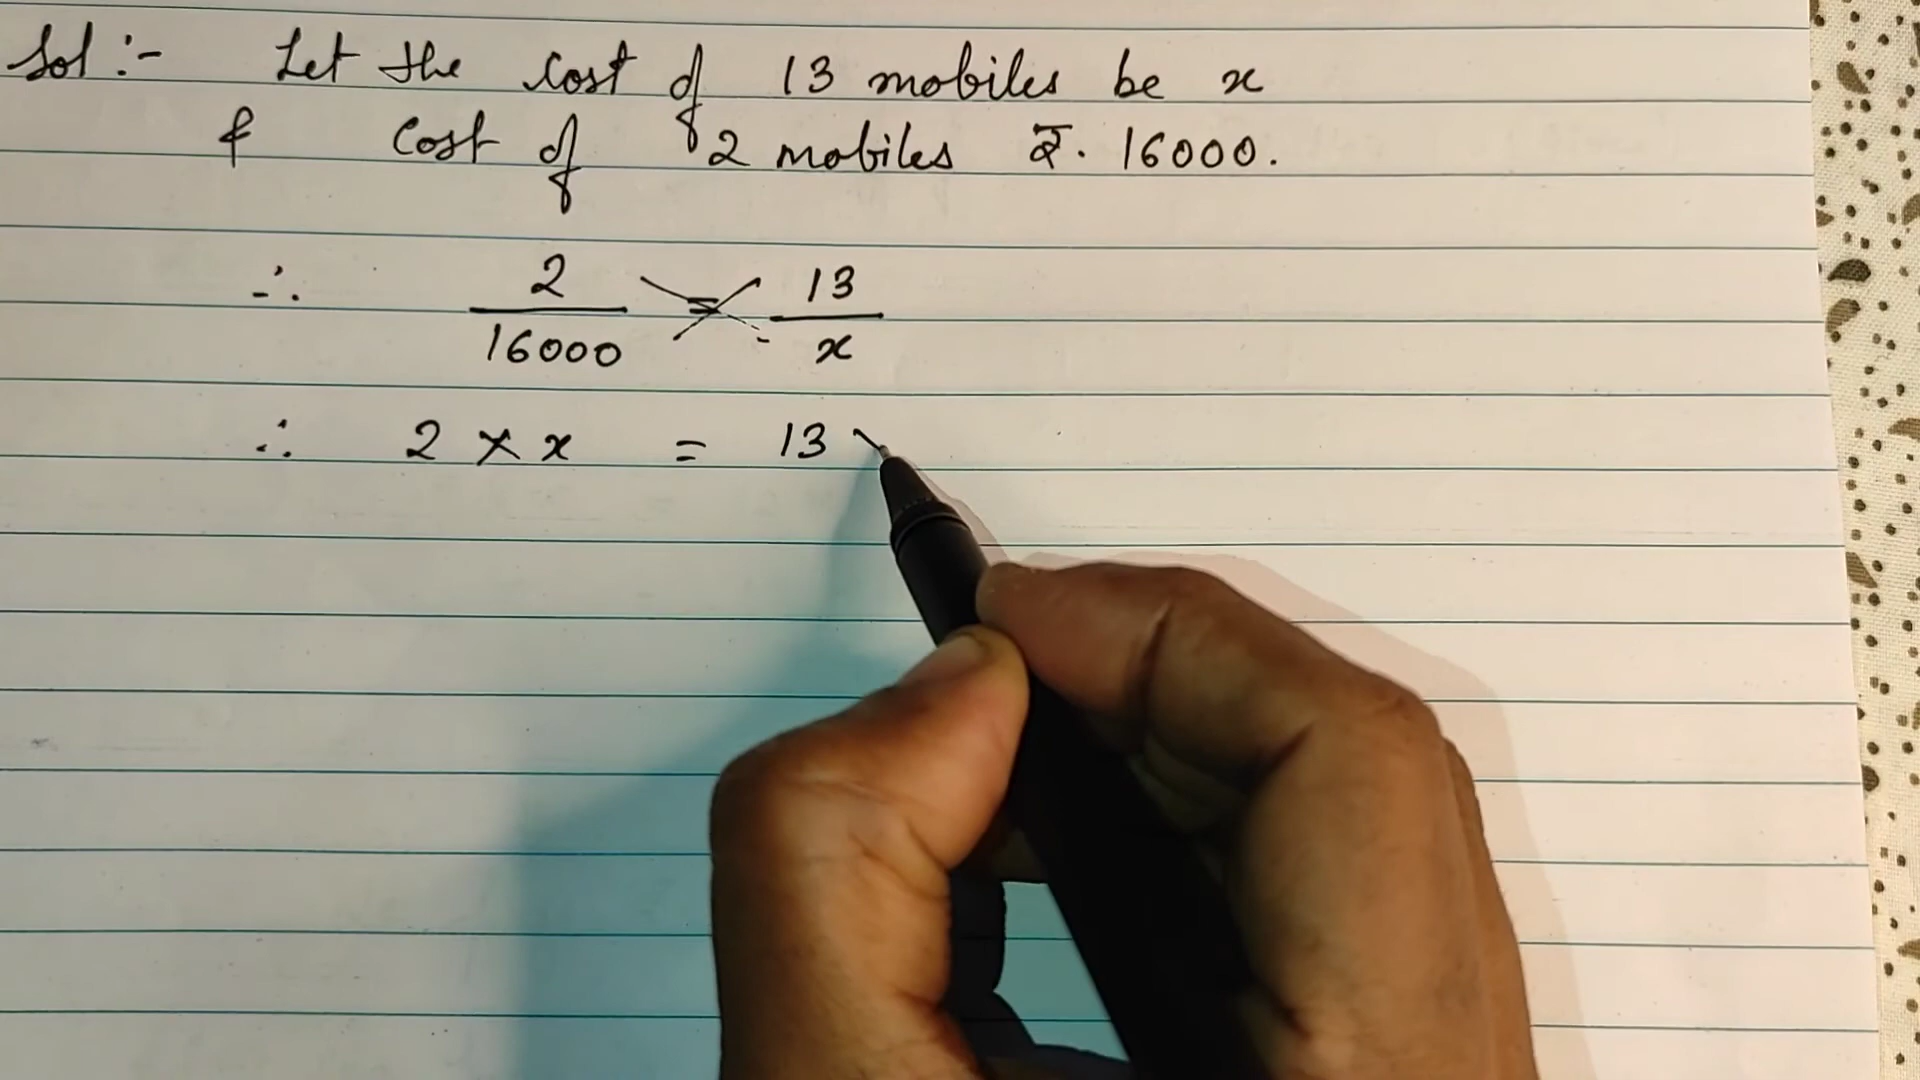 Sol :- Let the cost of 13 mobiles be x
& cost of 2 mobiles ₹. 16000.
∴ 2/16000 = 13/x
∴ 2 × x = 13